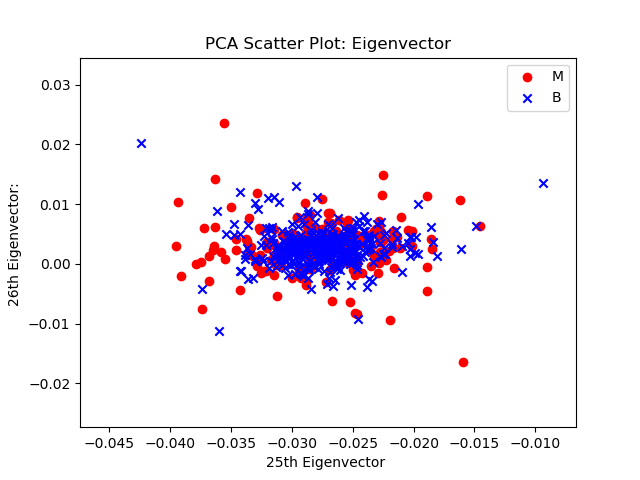 PCA Scatter Plot: Eigenvector
M
B
0.03
0.02
0.01
0.00
−0.01
−0.02
26th Eigenvector:
−0.045 −0.040 −0.035 −0.030 −0.025 −0.020 −0.015 −0.010
25th Eigenvector